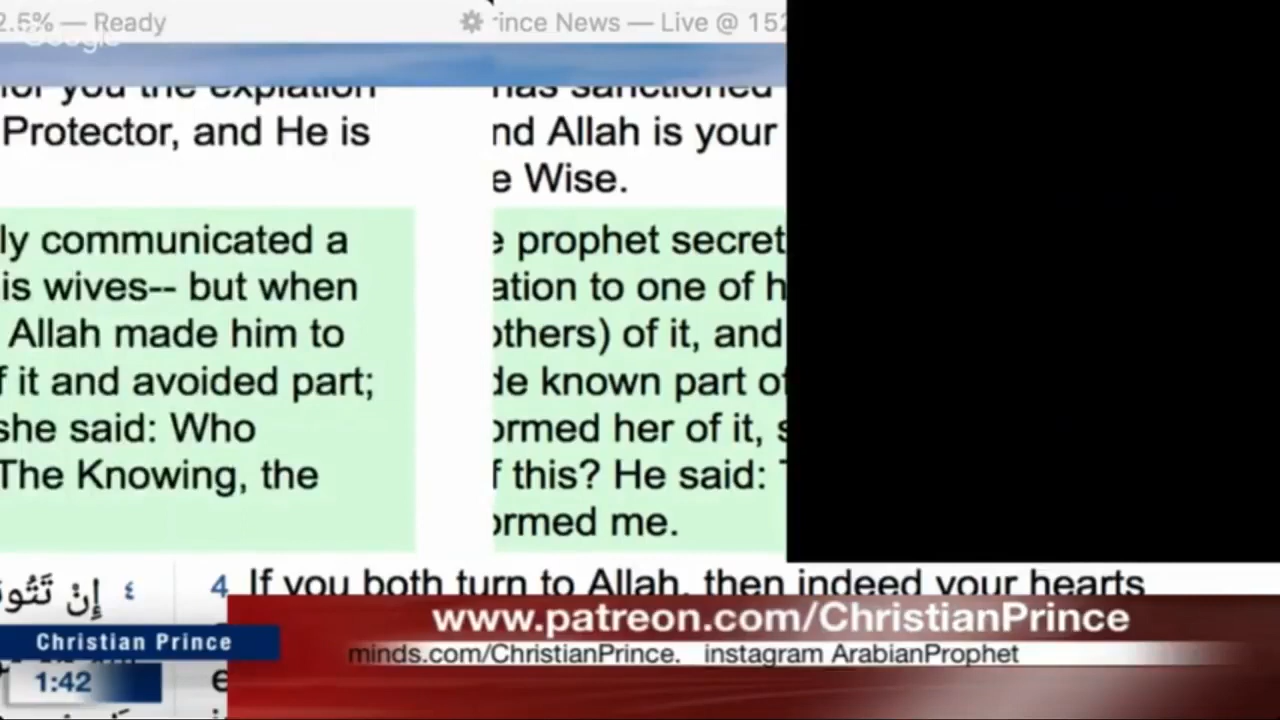 2.5% — Ready
ince News — Live @ 152
Google
for you the expiation
has sanctioned
Protector, and He is
nd Allah is your
e Wise.
ly communicated a
is wives-- but when
Allah made him to
f it and avoided part;
she said: Who
The Knowing, the
e prophet secret
ation to one of h
others) of it, and
de known part of
ormed her of it, s
f this? He said: T
ormed me.
٤ إِنْ
4 If you both turn to Allah, then indeed your hearts
www.patreon.com/ChristianPrince
Christian Prince
minds.com/ChristianPrince. instagram ArabianProphet
1:42